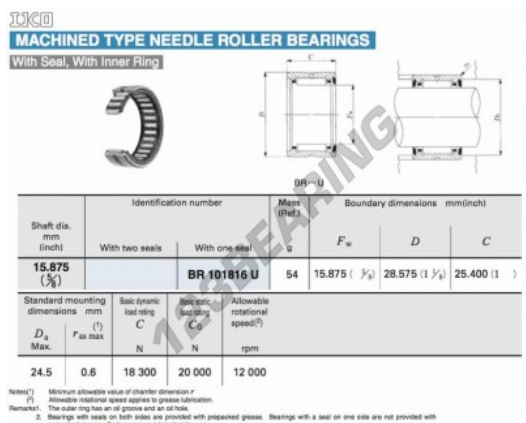 IKO
MACHINED TYPE NEEDLE ROLLER BEARINGS
With Seal, With Inner Ring
C
D
Fw
BR…U
Da
123BEARING
Shaft dia. mm (inch)
Identification number
With two seals
With one seal
Mass (Ref.) g
Boundary dimensions mm(inch)
Fw
D
C
15.875 (5/8)
BR 101816 U
54
15.875 ( 5/8)
28.575 (1 1/8)
25.400 (1 )
Standard mounting dimensions mm
Da Max.
ras max (1)
Basic dynamic load rating C N
Basic static load rating C0 N
Allowable rotational speed(2) rpm
24.5
0.6
18 300
20 000
12 000
Notes(1) Minimum allowable value of chamfer dimension r
(2) Allowable rotational speed applies to grease lubrication.
Remarks1. The outer ring has an oil groove and an oil hole.
2. Bearings with seals on both sides are provided with prepacked grease. Bearings with a seal on one side are not provided with